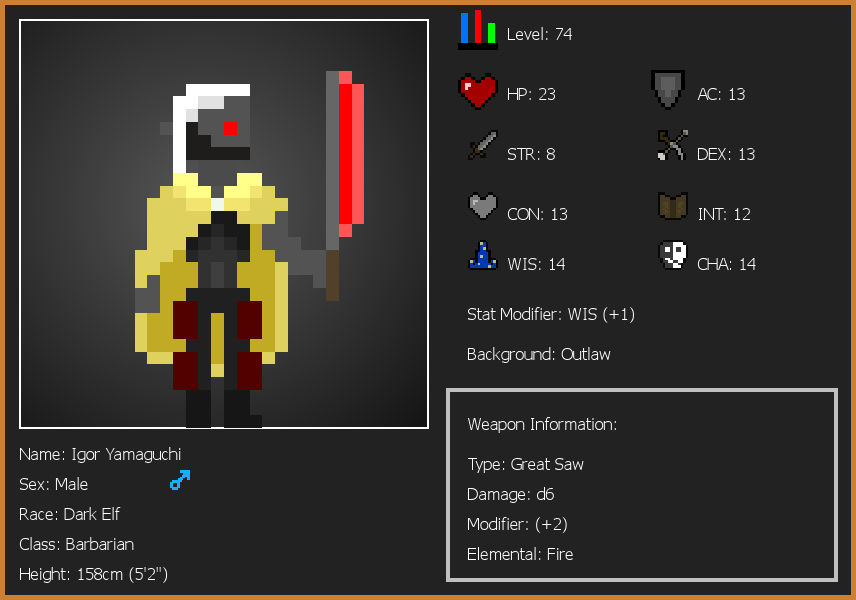 Level: 74
HP: 23
AC: 13
STR: 8
DEX: 13
CON: 13
INT: 12
WIS: 14
CHA: 14
Stat Modifier: WIS (+1)
Background: Outlaw
Weapon Information:
Type: Great Saw
Damage: d6
Modifier: (+2)
Elemental: Fire
Name: Igor Yamaguchi
Sex: Male
Race: Dark Elf
Class: Barbarian
Height: 158cm (5'2")